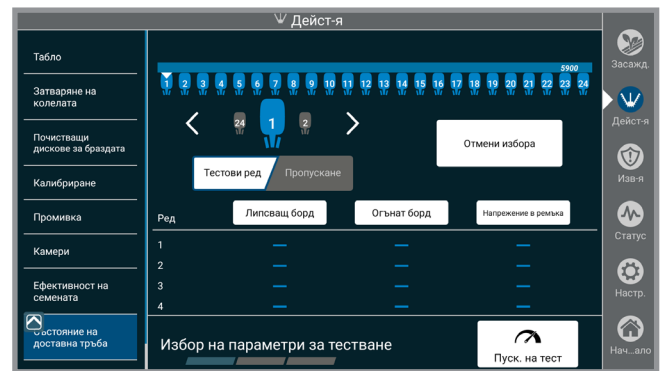 Дейст-я
Табло
Затваряне на
колелата
Почистващи
дискове за браздата
Калибриране
Промивка
Камери
Ефективност на
семената
Състояние на
доставна тръба
5900
1 2 3 4 5 6 7 8 9 10 11 12 13 14 15 16 17 18 19 20 21 22 23 24
24 1 2
Отмени избора
Тестови ред Пропускане
Ред Липсващ борд Огънат борд Напрежение в ремъка
1 — — —
2 — — —
3 — — —
4 — — —
Избор на параметри за тестване
Пуск. на тест
Засажд.
Дейст-я
Изв-я
Статус
Настр.
Нач...ало